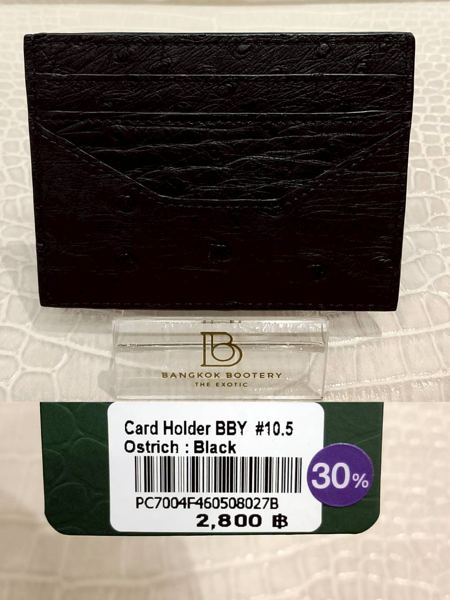 B
BANGKOK BOOTERY
THE EXOTIC
Card Holder BBY #10.5
Ostrich : Black
30%
PC7004F460508027B
2,800 ฿